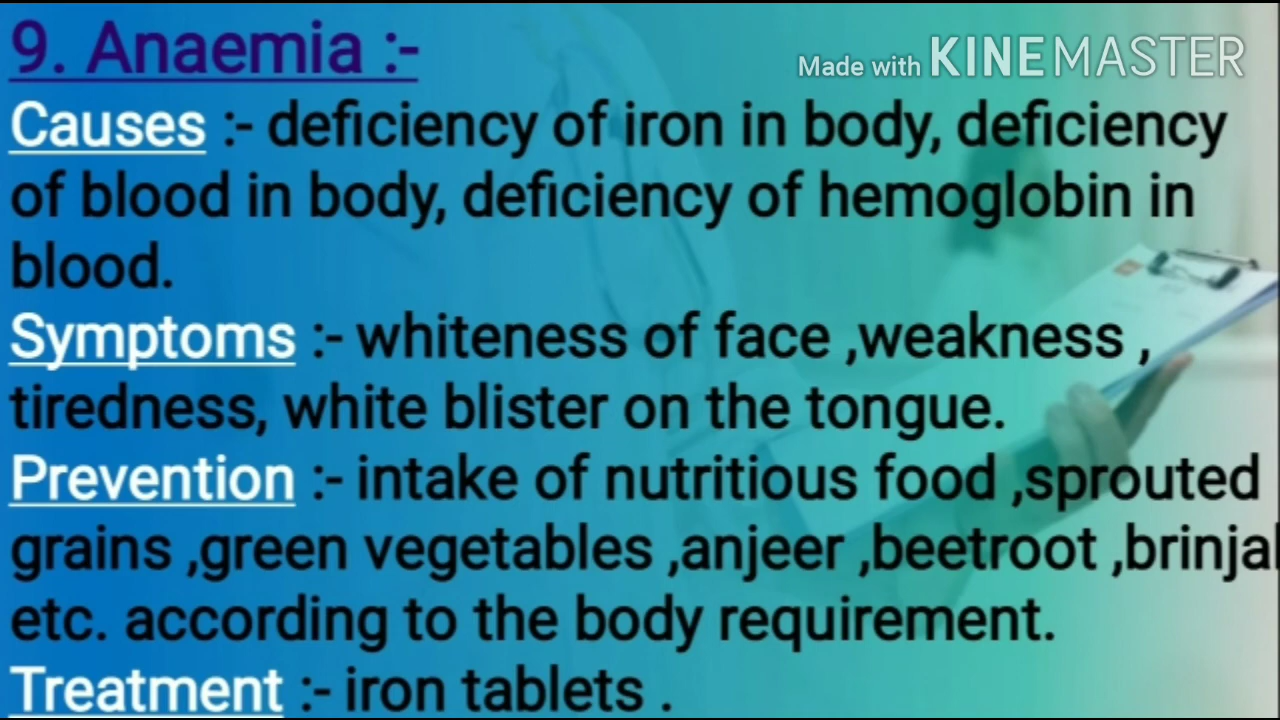 9. Anaemia :-
Made with KINEMASTER
Causes :- deficiency of iron in body, deficiency
of blood in body, deficiency of hemoglobin in
blood.
Symptoms :- whiteness of face ,weakness ,
tiredness, white blister on the tongue.
Prevention :- intake of nutritious food ,sprouted
grains ,green vegetables ,anjeer ,beetroot ,brinjal
etc. according to the body requirement.
Treatment :- iron tablets .